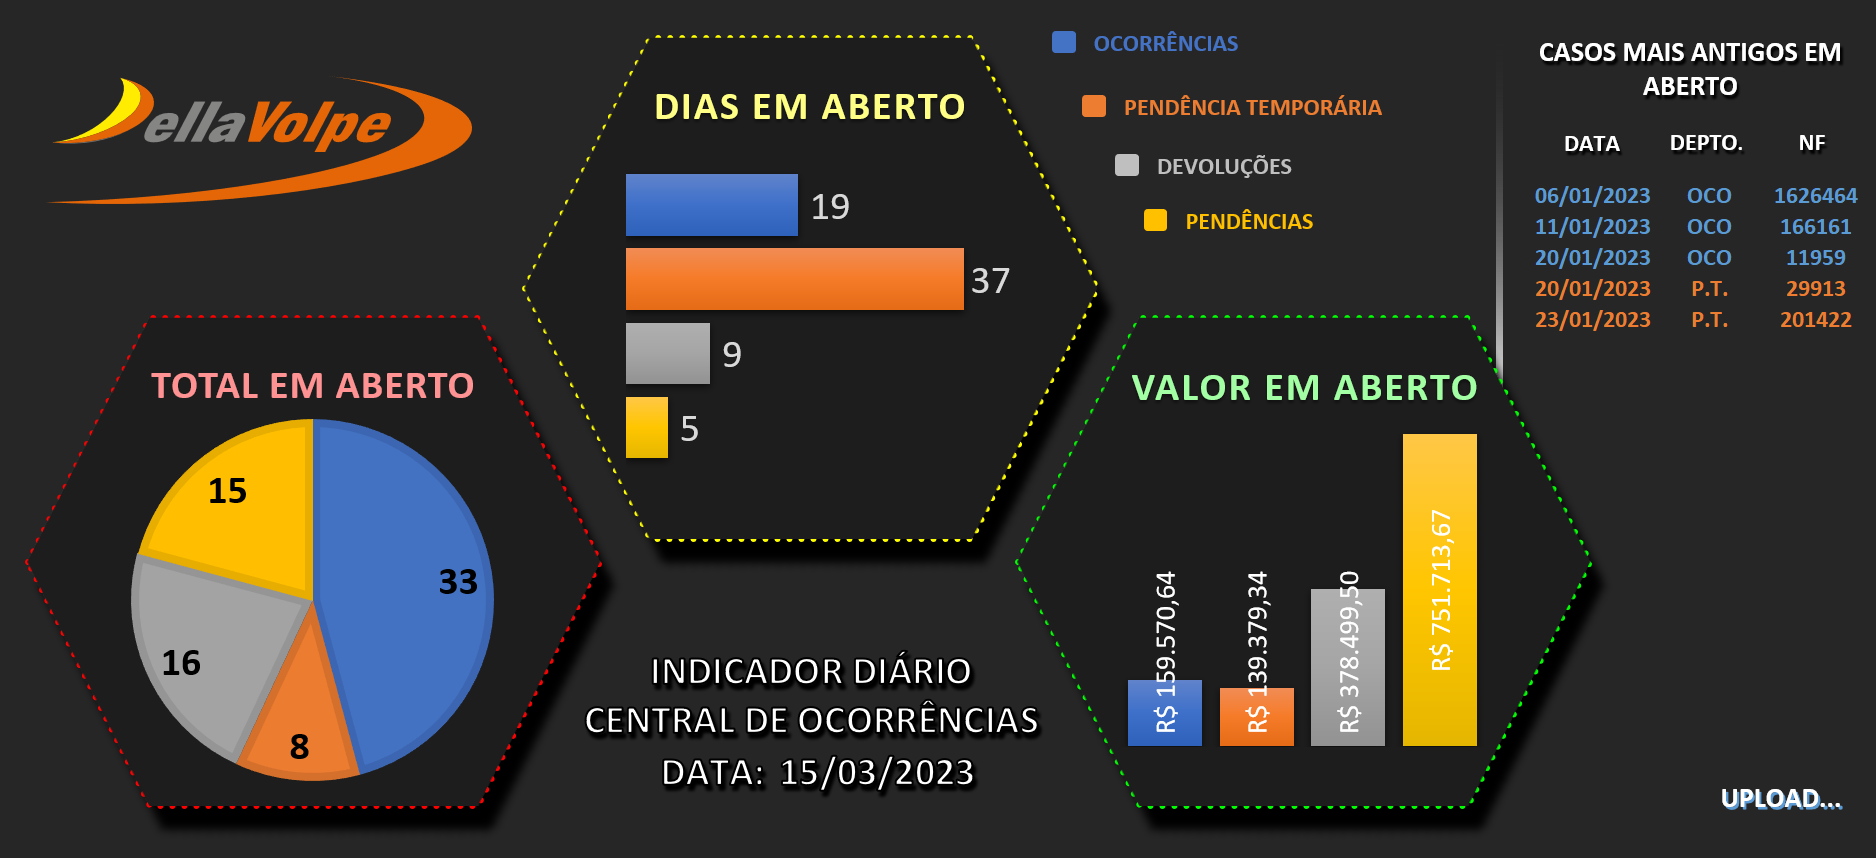 ellaVolpe
DIAS EM ABERTO
19
37
9
5
OCORRÊNCIAS
PENDÊNCIA TEMPORÁRIA
DEVOLUÇÕES
PENDÊNCIAS
CASOS MAIS ANTIGOS EM
ABERTO
DATA DEPTO. NF
06/01/2023 OCO 1626464
11/01/2023 OCO 166161
20/01/2023 OCO 11959
20/01/2023 P.T. 29913
23/01/2023 P.T. 201422
TOTAL EM ABERTO
15
33
16
8
VALOR EM ABERTO
R$ 159.570,64
R$ 139.379,34
R$ 378.499,50
R$ 751.713,67
INDICADOR DIÁRIO
CENTRAL DE OCORRÊNCIAS
DATA: 15/03/2023
UPLOAD...